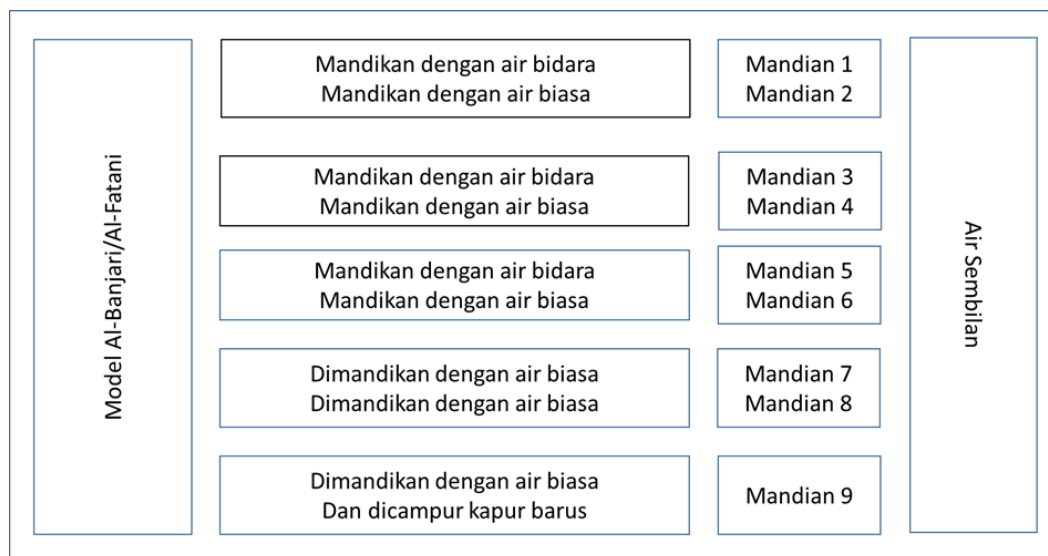 Model Al-Banjari/Al-Fatani
Mandikan dengan air bidara
Mandikan dengan air biasa
Mandian 1
Mandian 2
Mandikan dengan air bidara
Mandikan dengan air biasa
Mandian 3
Mandian 4
Mandikan dengan air bidara
Mandikan dengan air biasa
Mandian 5
Mandian 6
Dimandikan dengan air biasa
Dimandikan dengan air biasa
Mandian 7
Mandian 8
Dimandikan dengan air biasa
Dan dicampur kapur barus
Mandian 9
Air Sembilan